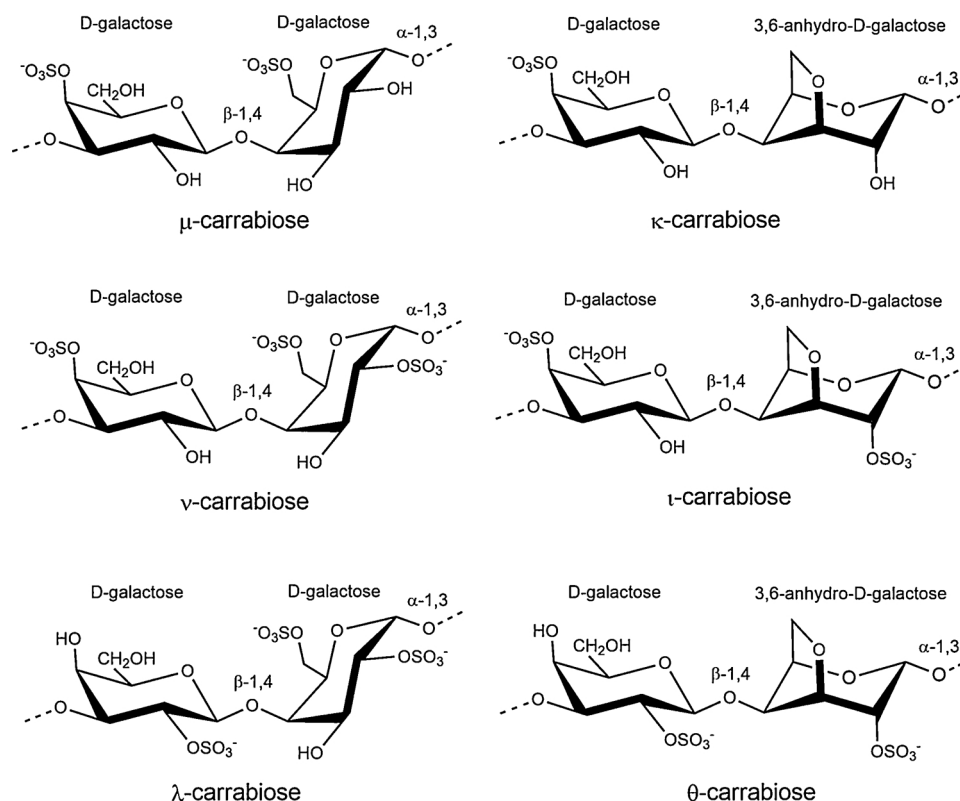 D-galactose
D-galactose
α-1,3
⁻O₃SO
CH₂OH
O
O
β-1,4
O
OH
⁻O₃SO
O
O
OH
HO
μ-carrabiose
D-galactose
3,6-anhydro-D-galactose
⁻O₃SO
CH₂OH
O
O
β-1,4
O
OH
O
O
α-1,3
O
OH
κ-carrabiose
D-galactose
D-galactose
α-1,3
⁻O₃SO
CH₂OH
O
O
β-1,4
O
OH
⁻O₃SO
O
O
OSO₃⁻
HO
ν-carrabiose
D-galactose
3,6-anhydro-D-galactose
⁻O₃SO
CH₂OH
O
O
β-1,4
O
OH
O
O
α-1,3
O
OSO₃⁻
ι-carrabiose
D-galactose
D-galactose
α-1,3
HO
CH₂OH
O
O
β-1,4
O
OSO₃⁻
⁻O₃SO
O
O
OSO₃⁻
HO
λ-carrabiose
D-galactose
3,6-anhydro-D-galactose
HO
CH₂OH
O
O
β-1,4
O
OSO₃⁻
O
O
α-1,3
O
OSO₃⁻
θ-carrabiose